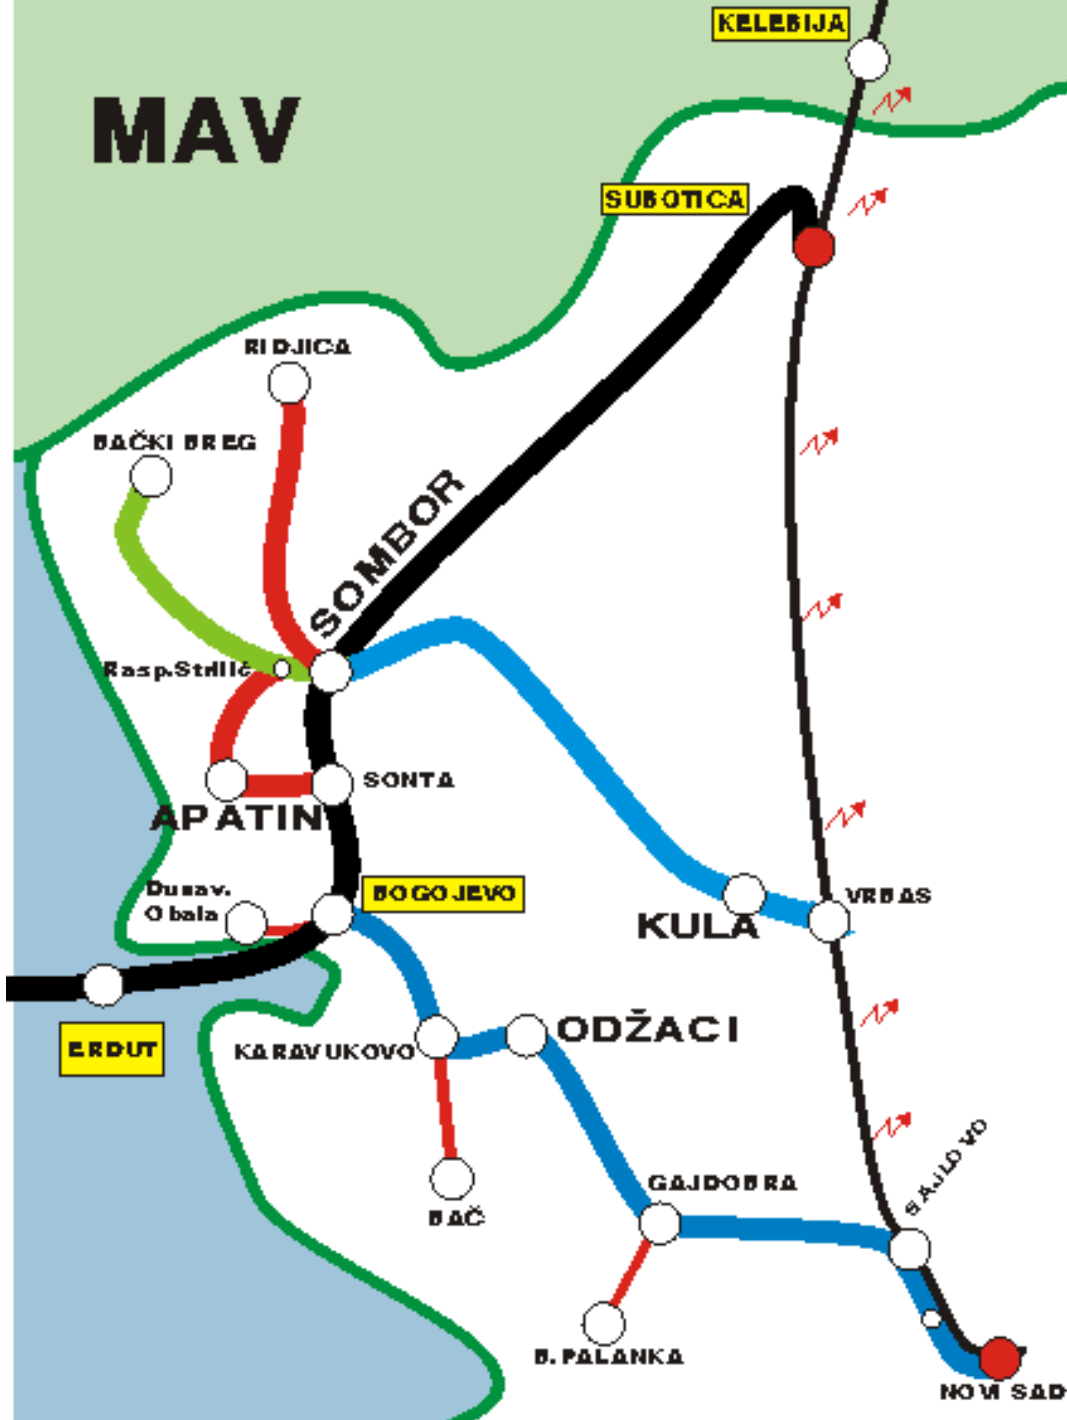 KELEBIJA
MAV
SUBOTICA
RIDJICA
BAČKI BREG
SOMBOR
Rasp.Strilić
SONTA
APATIN
Dunav.
Obala
BOGOJEVO
VRBAS
KULA
ODŽACI
KARAVUKOVO
ERDUT
SAJLOVO
GAJDOBRA
BAČ
B.PALANKA
NOVI SAD